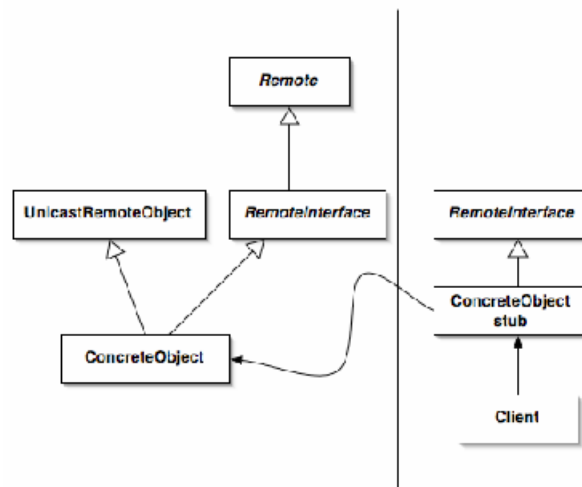 Remote
UnicastRemoteObject
RemoteInterface
RemoteInterface
ConcreteObject
stub
ConcreteObject
Client